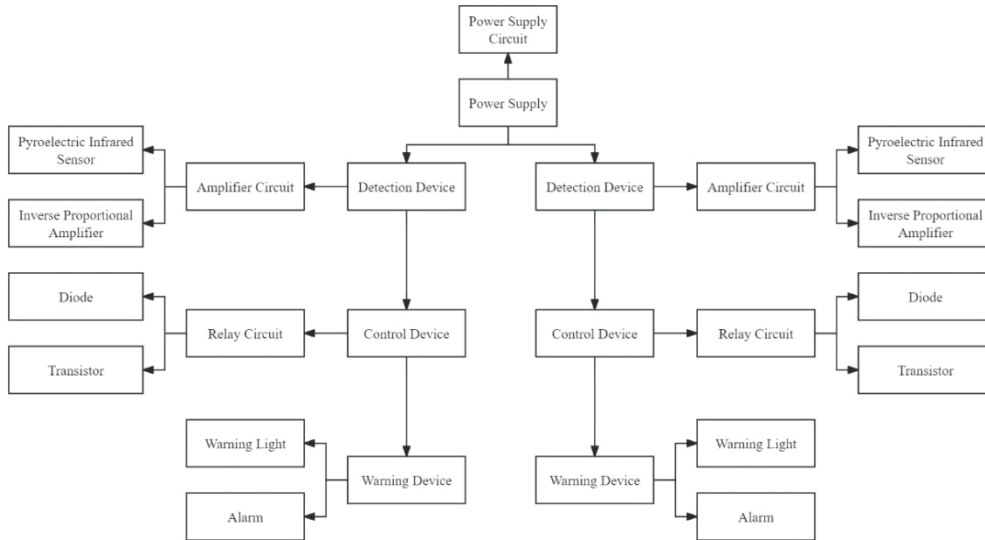 Power Supply
Circuit
Power Supply
Pyroelectric Infrared
Sensor
Amplifier Circuit
Detection Device
Inverse Proportional
Amplifier
Detection Device
Amplifier Circuit
Pyroelectric Infrared
Sensor
Inverse Proportional
Amplifier
Diode
Relay Circuit
Control Device
Transistor
Control Device
Relay Circuit
Diode
Transistor
Warning Light
Warning Device
Alarm
Warning Device
Warning Light
Alarm